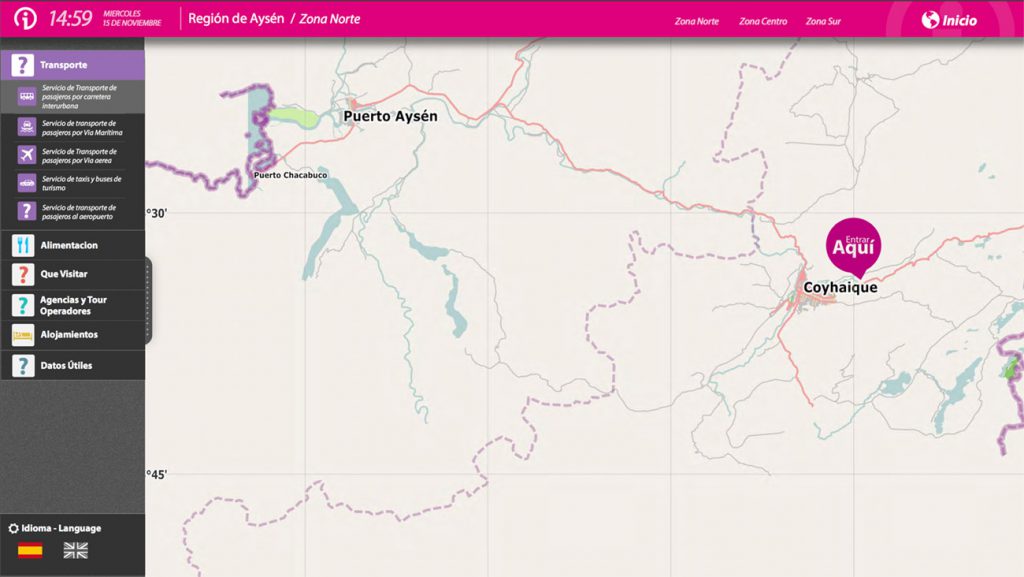 14:59
MIERCOLES
15 DE NOVIEMBRE
Región de Aysén / Zona Norte
Zona Norte
Zona Centro
Zona Sur
Inicio
? Transporte
Servicio de Transporte de
pasajeros por carretera
interurbana
Servicio de transporte de
pasajeros por Via Marítima
Servicio de Transporte de
pasajeros por Via aerea
Servicio de taxis y buses de
turismo
? Servicio de transporte de
pasajeros al aeropuerto
Alimentacion
? Que Visitar
? Agencias y Tour
Operadores
Alojamientos
? Datos Útiles
Idioma - Language
Puerto Aysén
Puerto Chacabuco
°30'
Entrar
Aquí
Coyhaique
°45'